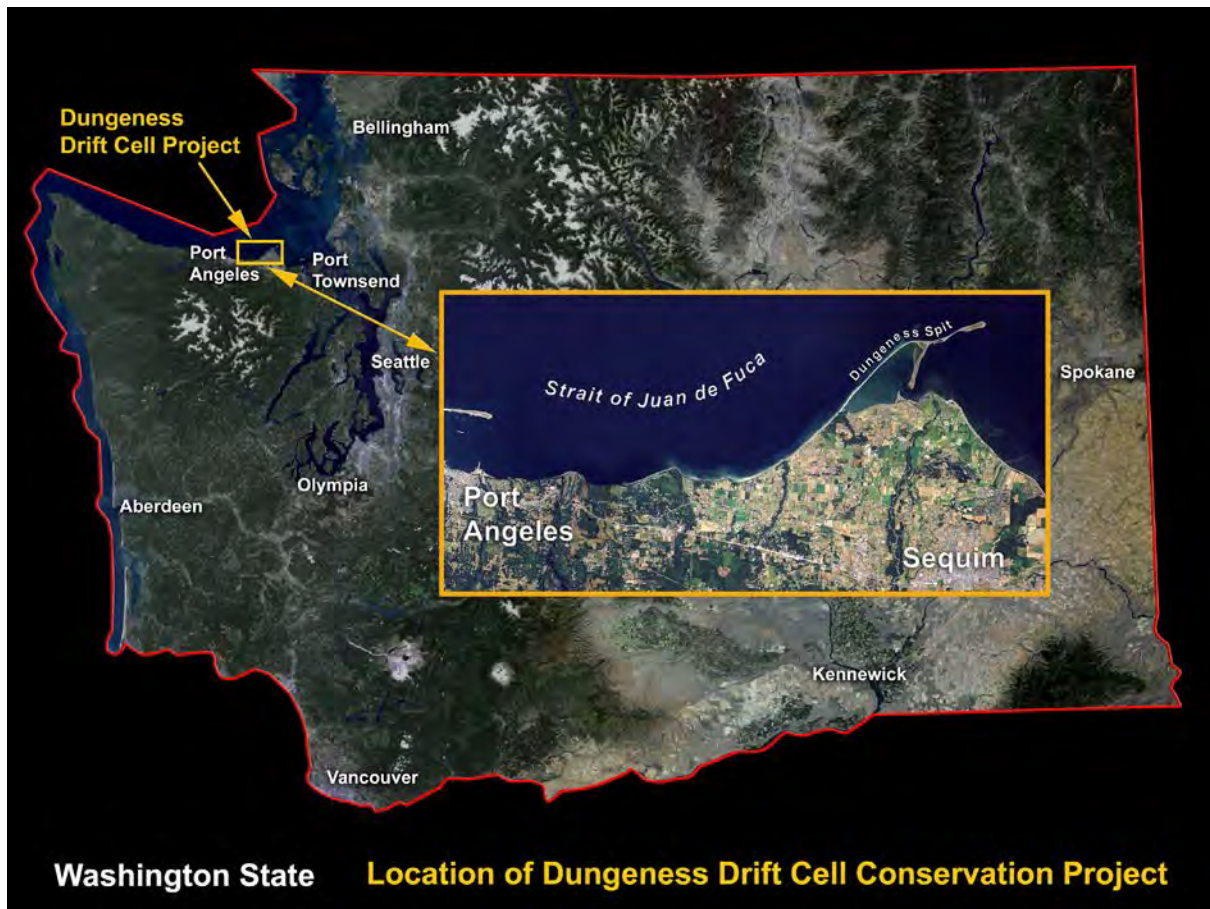 Dungeness
Drift Cell Project
Bellingham
Port
Angeles
Port
Townsend
Seattle
Dungeness Spit
Strait of Juan de Fuca
Spokane
Olympia
Aberdeen
Port
Angeles
Sequim
Kennewick
Vancouver
Washington State
Location of Dungeness Drift Cell Conservation Project